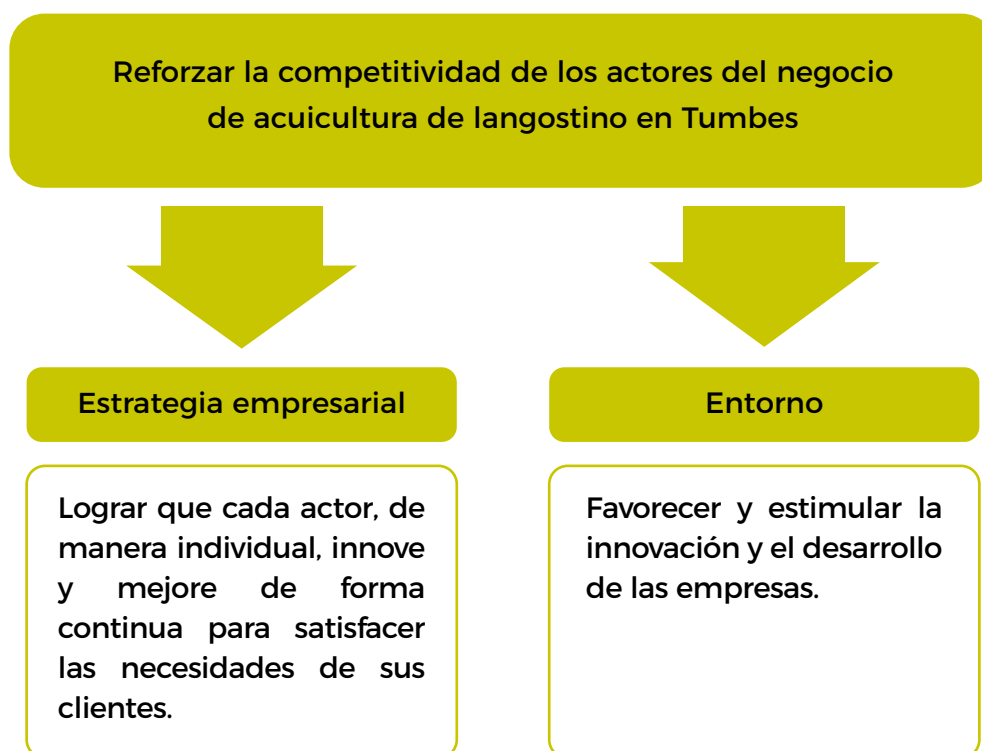 Reforzar la competitividad de los actores del negocio
de acuicultura de langostino en Tumbes
Estrategia empresarial
Lograr que cada actor, de
manera individual, innove
y mejore de forma
continua para satisfacer
las necesidades de sus
clientes.
Entorno
Favorecer y estimular la
innovación y el desarrollo
de las empresas.